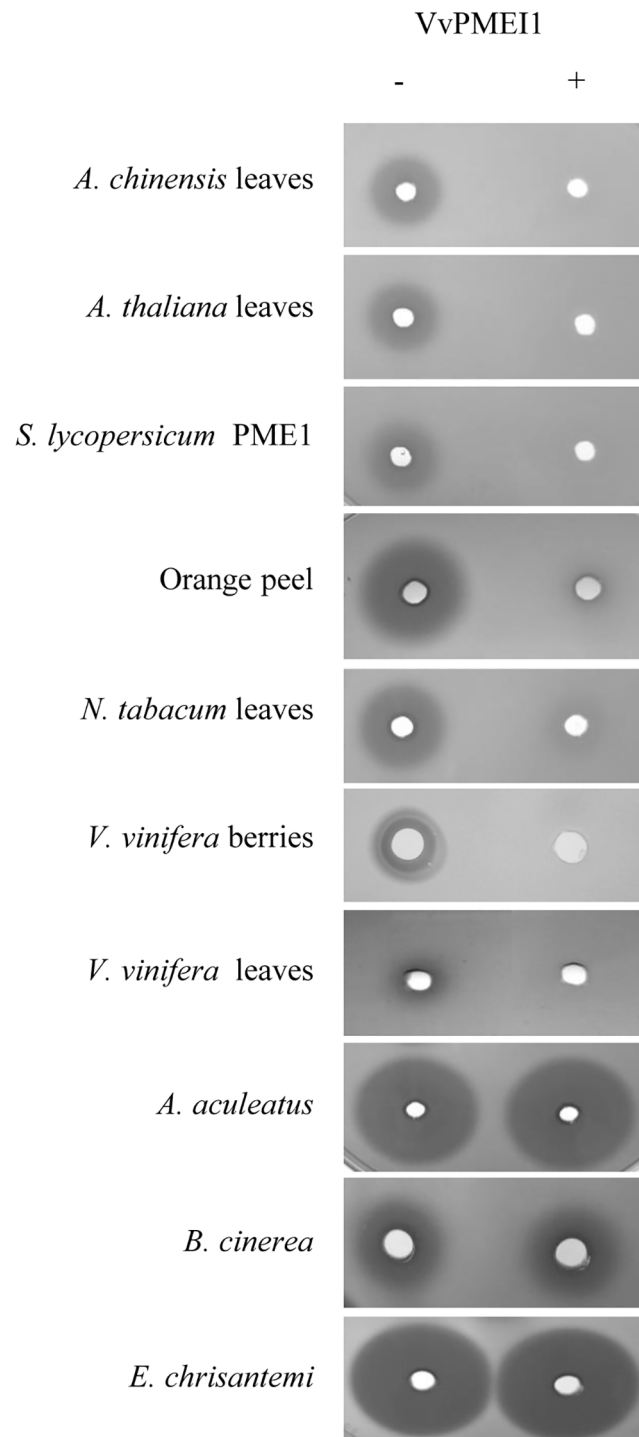 VvPMEI1
- +
A. chinensis leaves
A. thaliana leaves
S. lycopersicum PME1
Orange peel
N. tabacum leaves
V. vinifera berries
V. vinifera leaves
A. aculeatus
B. cinerea
E. chrisantemi